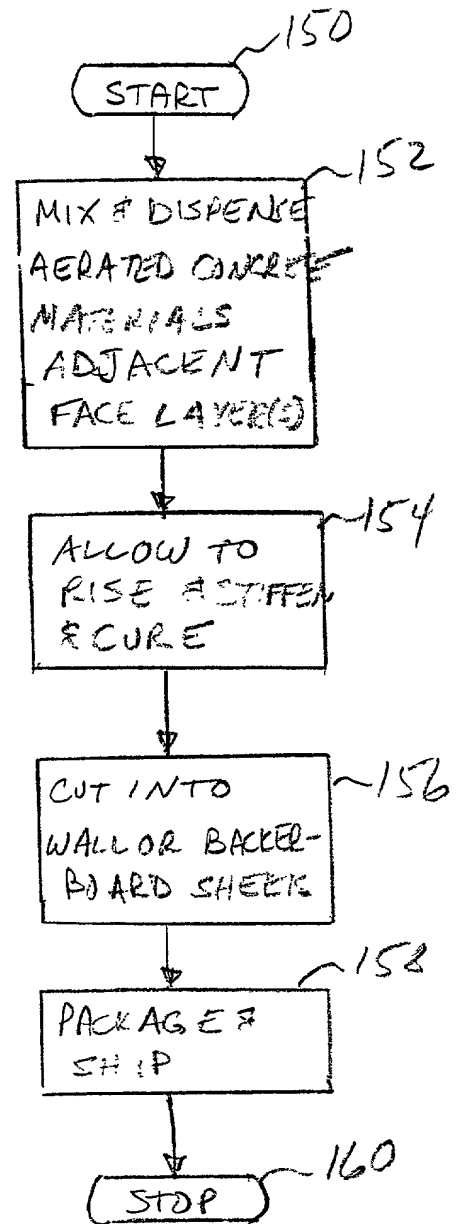 150
START
152
MIX & DISPENSE
AERATED CONCRETE
MATERIALS
ADJACENT
FACE LAYER(S)
154
ALLOW TO
RISE & STIFFEN
& CURE
156
CUT INTO
WALL OR BACKER-
BOARD SHEETS
158
PACKAGE &
SHIP
160
STOP